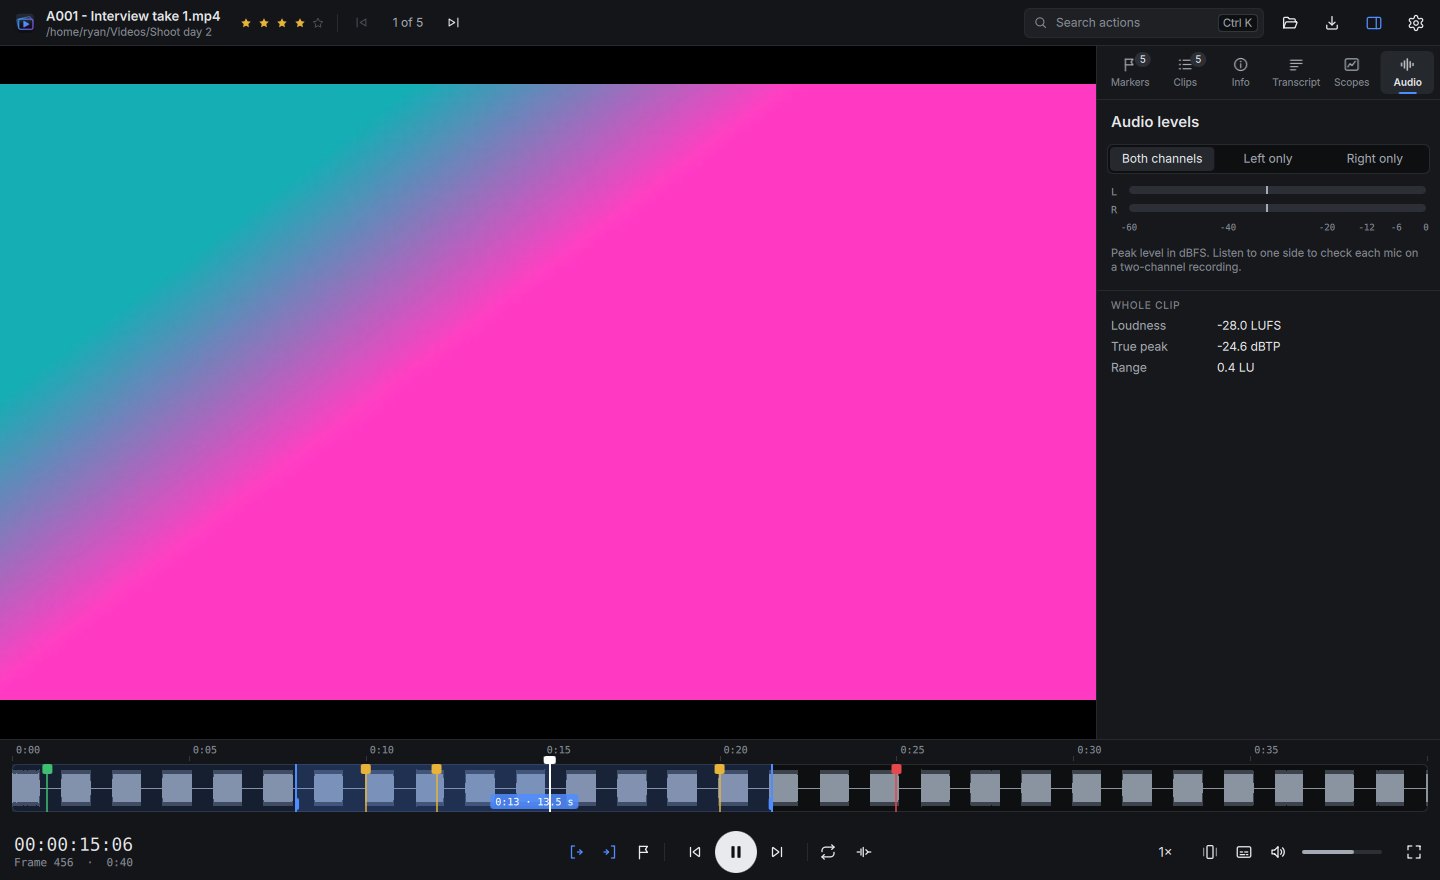 A001 - Interview take 1.mp4
/home/ryan/Videos/Shoot day 2
1 of 5
Search actions
Ctrl K
Markers 5
Clips 5
Info
Transcript
Scopes
Audio
Audio levels
Both channels
Left only
Right only
L
R
-60 -40 -20 -12 -6 0
Peak level in dBFS. Listen to one side to check each mic on
a two-channel recording.
WHOLE CLIP
Loudness -28.0 LUFS
True peak -24.6 dBTP
Range 0.4 LU
0:00 0:05 0:10 0:15 0:20 0:25 0:30 0:35
0:13 · 13.5 s
00:00:15:06
Frame 456 · 0:40
1×